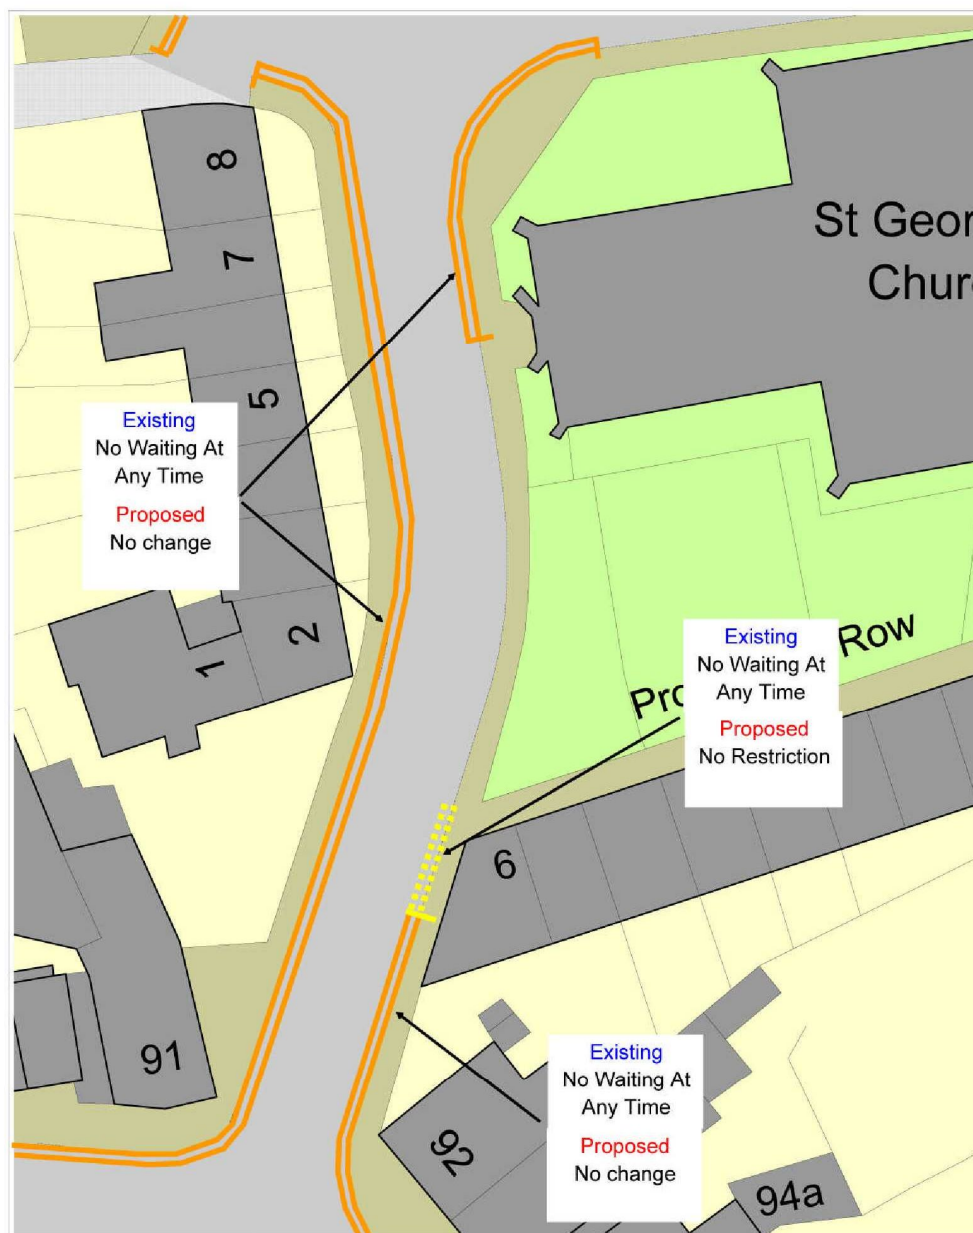 8
7
St Geor
Churc
5
Existing
No Waiting At
Any Time
Proposed
No change
2
1
Row
Pro
Existing
No Waiting At
Any Time
Proposed
No Restriction
6
91
Existing
No Waiting At
Any Time
Proposed
No change
92
94a